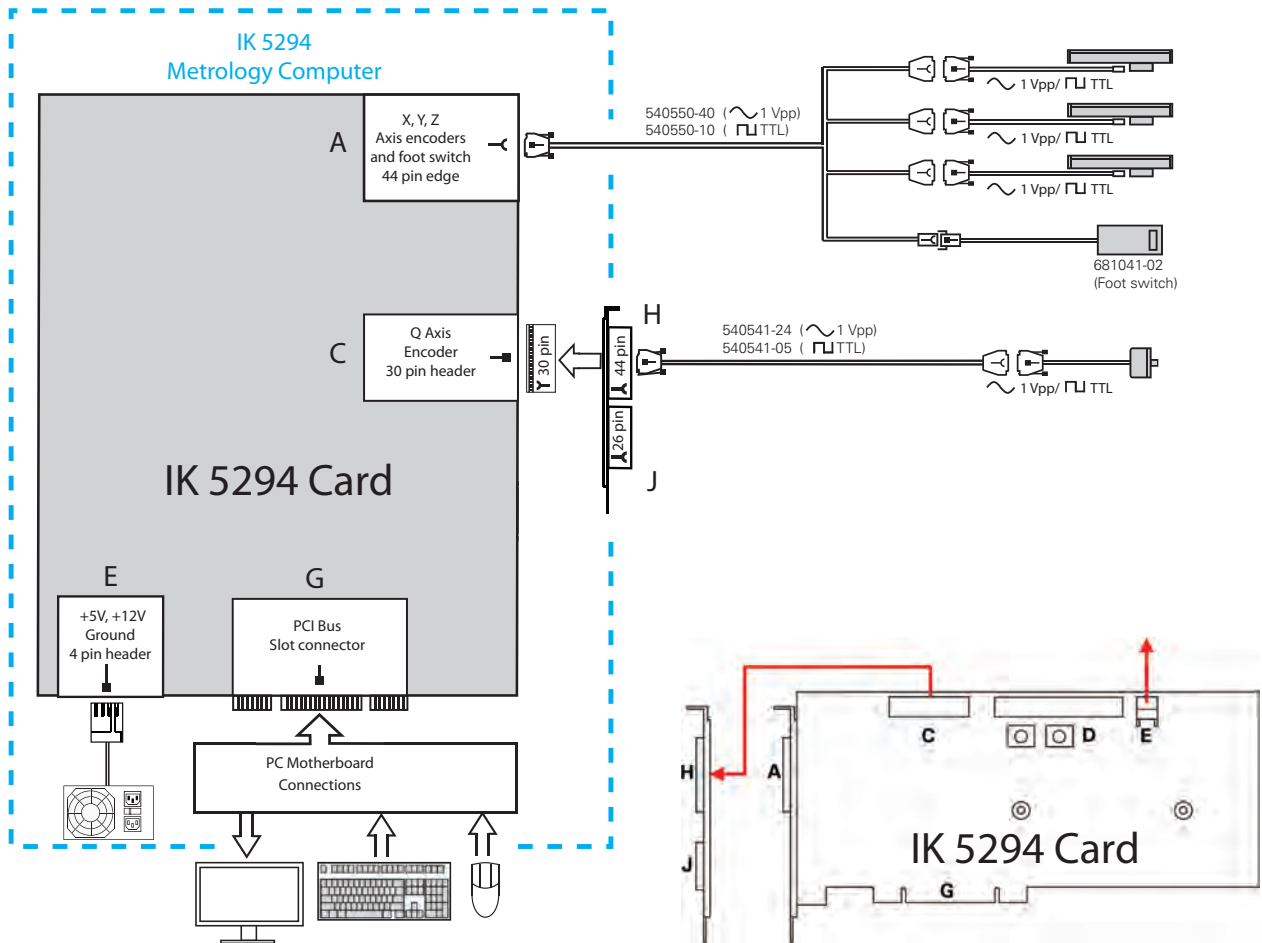 IK 5294
Metrology Computer
A
X, Y, Z
Axis encoders
and foot switch
44 pin edge
540550-40 ( 1 Vpp)
540550-10 ( TTL)
1 Vpp/ TTL
1 Vpp/ TTL
1 Vpp/ TTL
681041-02
(Foot switch)
C
Q Axis
Encoder
30 pin header
30 pin
H
44 pin
26 pin
J
540541-24 ( 1 Vpp)
540541-05 ( TTL)
1 Vpp/ TTL
IK 5294 Card
E
+5V, +12V
Ground
4 pin header
G
PCI Bus
Slot connector
PC Motherboard
Connections
C
D
E
H
A
J
IK 5294 Card
G